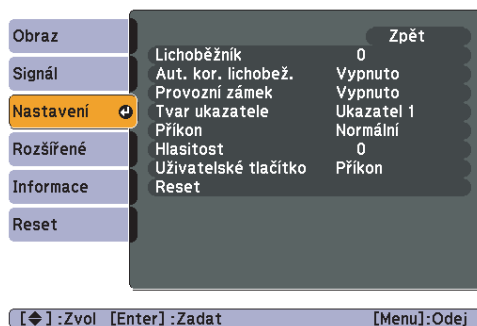 Obraz
Signál
Nastavení
Rozšířené
Informace
Reset
Zpět
Lichoběžník 0
Aut. kor. lichobež. Vypnuto
Provozní zámek Vypnuto
Tvar ukazatele Ukazatel 1
Příkon Normální
Hlasitost 0
Uživatelské tlačítko Příkon
Reset
[◆] :Zvol [Enter] :Zadat [Menu]:Odej